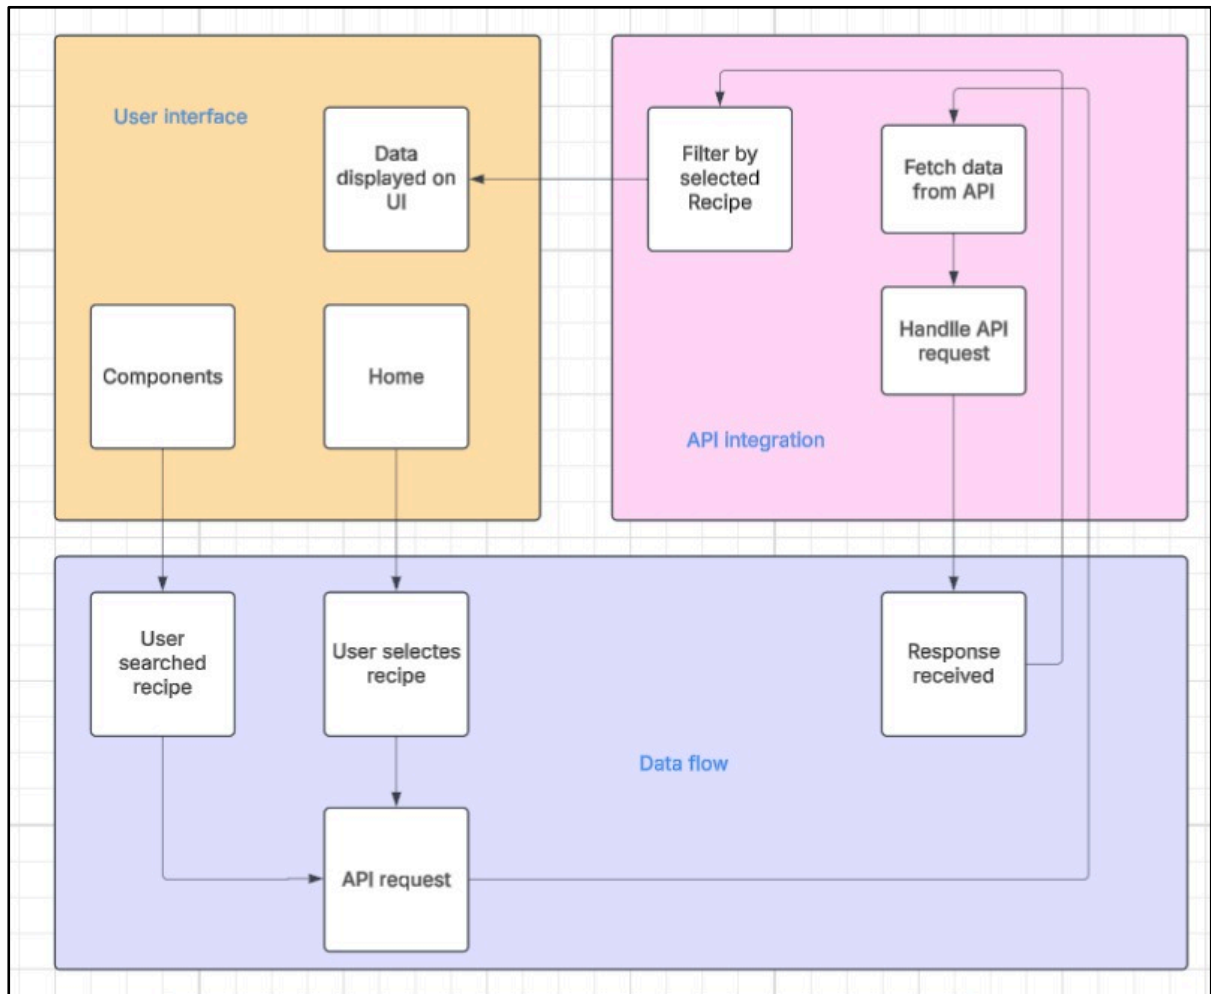 User interface
Data
displayed on
UI
Filter by
selected
Recipe
Fetch data
from API
Handlle API
request
Components
Home
API integration
User
searched
recipe
User selectes
recipe
Response
received
Data flow
API request